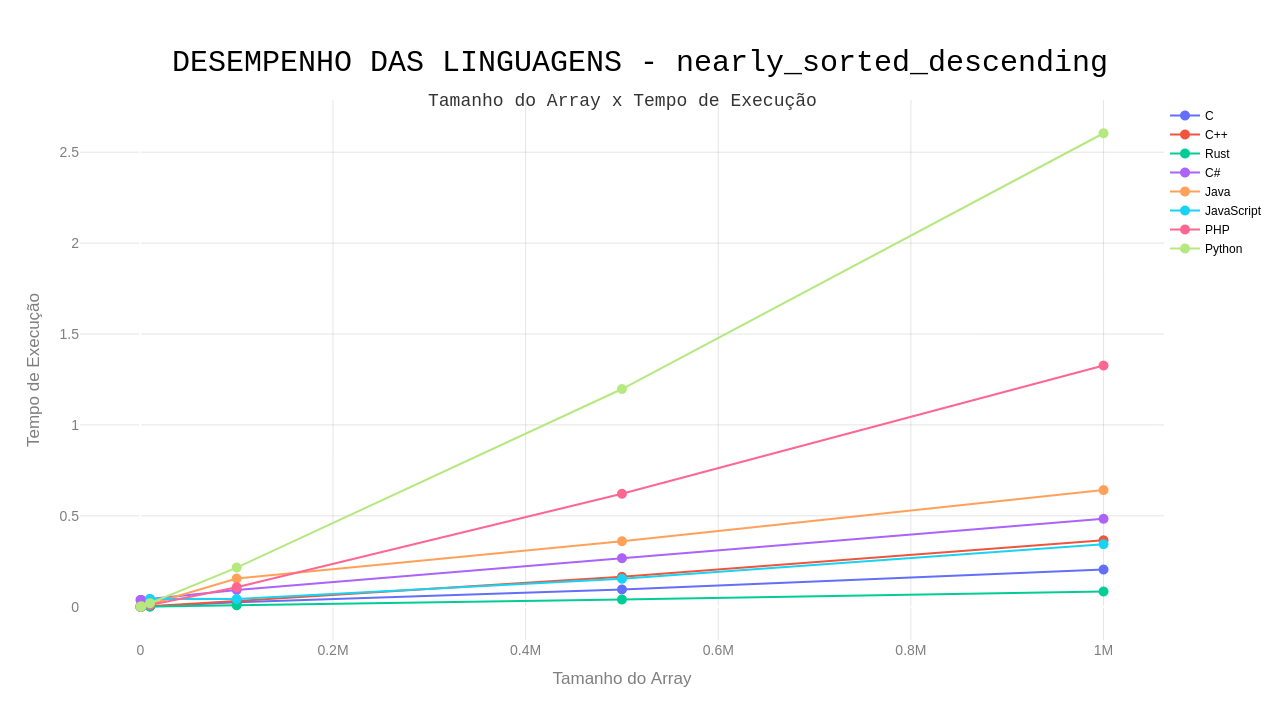 DESEMPENHO DAS LINGUAGENS - nearly_sorted_descending
Tamanho do Array x Tempo de Execução
C
C++
Rust
C#
Java
JavaScript
PHP
Python
2.5
2
1.5
1
0.5
0
Tempo de Execução
0
0.2M
0.4M
0.6M
0.8M
1M
Tamanho do Array